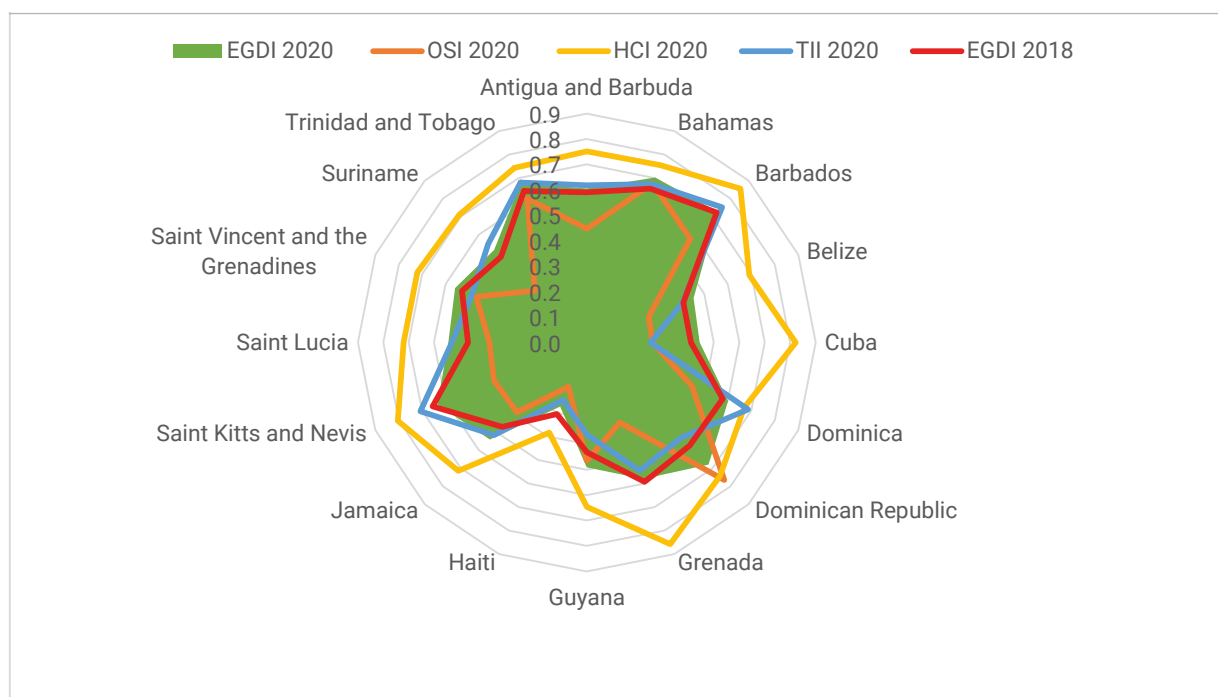 EGDI 2020 OSI 2020 HCI 2020 TII 2020 EGDI 2018
Antigua and Barbuda
Trinidad and Tobago
Bahamas
Suriname
Barbados
Saint Vincent and the
Grenadines
Belize
Saint Lucia
Cuba
Saint Kitts and Nevis
Dominica
Jamaica
Dominican Republic
Haiti
Grenada
Guyana
0.9
0.8
0.7
0.6
0.5
0.4
0.3
0.2
0.1
0.0